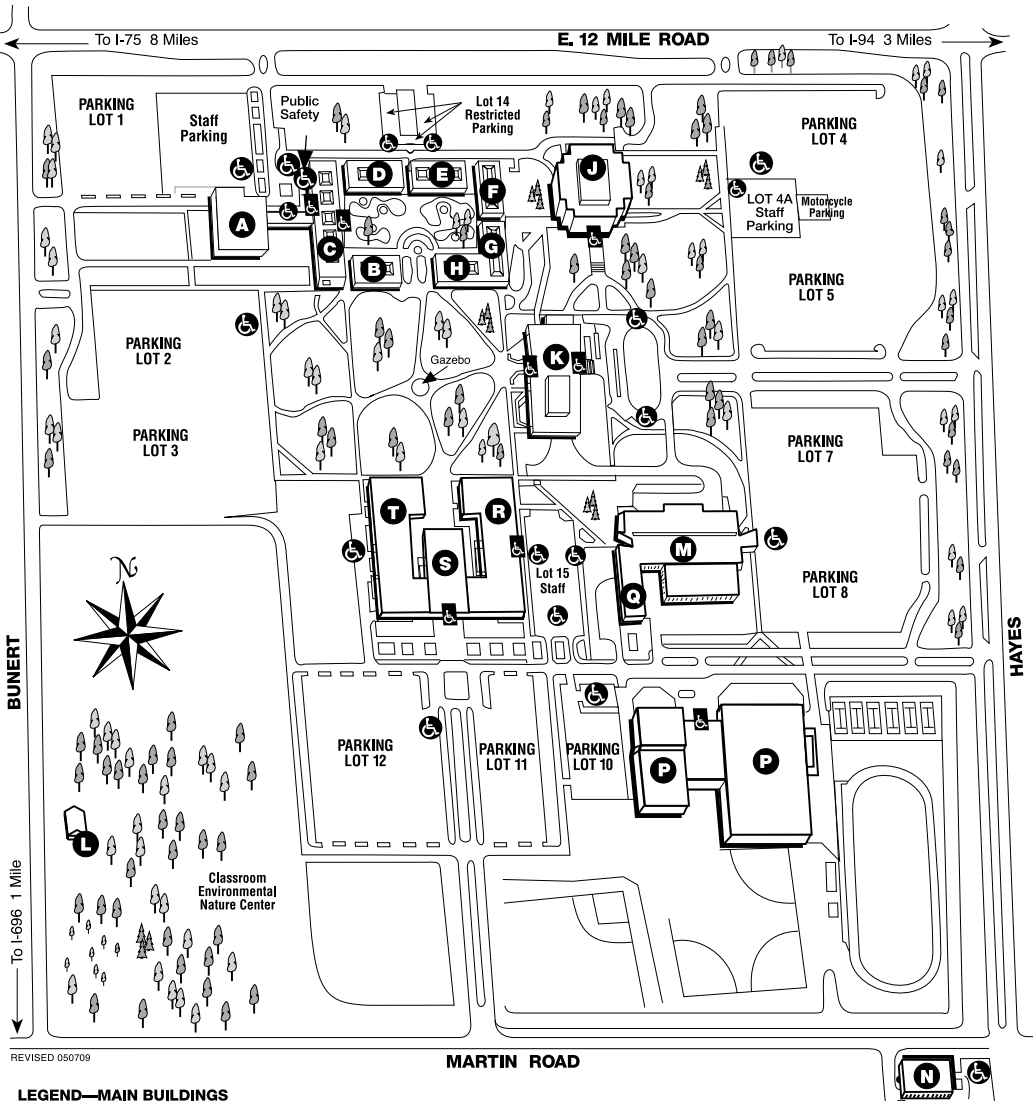 E. 12 MILE ROAD
To I-75 8 Miles
To I-94 3 Miles
PARKING
LOT 1
Staff
Parking
Public
Safety
Lot 14
Restricted
Parking
PARKING
LOT 4
LOT 4A
Staff
Parking
Motorcycle
Parking
A
D
E
F
J
C
B
H
G
PARKING
LOT 5
PARKING
LOT 2
Gazebo
K
PARKING
LOT 3
PARKING
LOT 7
T
R
S
M
Q
Lot 15
Staff
PARKING
LOT 8
N
BUNERT
HAYES
PARKING
LOT 12
PARKING
LOT 11
PARKING
LOT 10
P
P
L
Classroom
Environmental
Nature Center
To I-696 1 Mile
REVISED 050709
MARTIN ROAD
N
LEGEND—MAIN BUILDINGS